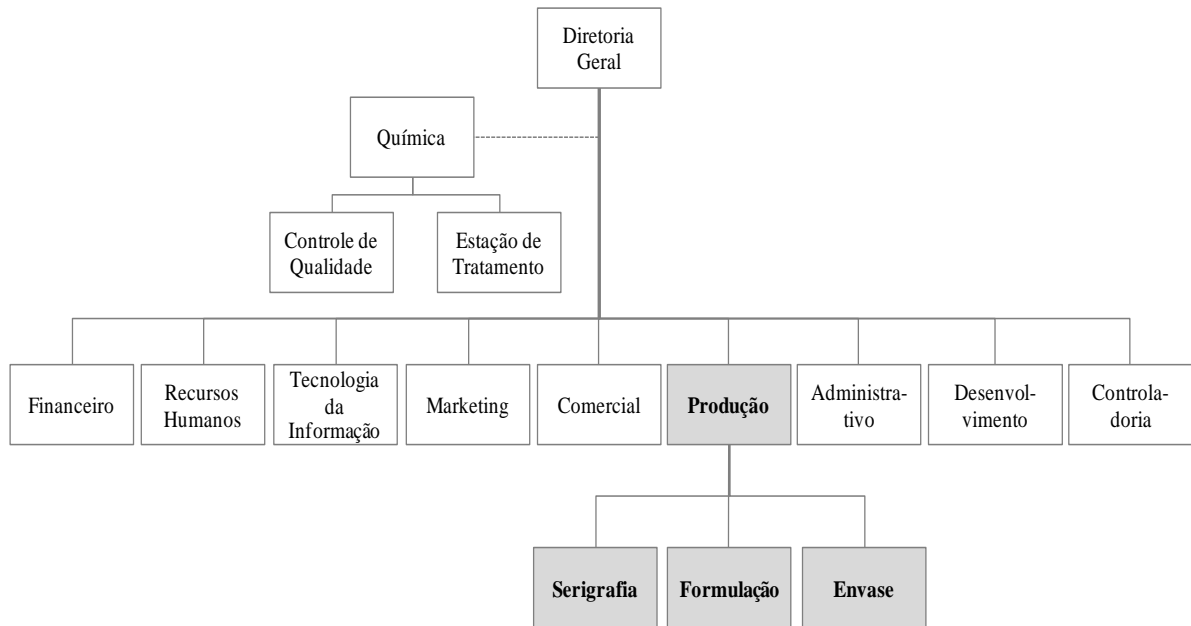 Diretoria
Geral
Química
Controle de
Qualidade
Estação de
Tratamento
Financeiro
Recursos
Humanos
Tecnologia
da
Informação
Marketing
Comercial
Produção
Administra-
tivo
Desenvol-
vimento
Controla-
doria
Serigrafia
Formulação
Envase